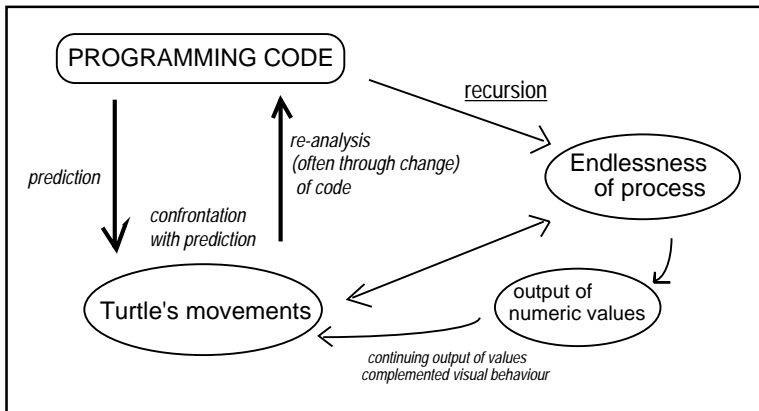 PROGRAMMING CODE
recursion
re-analysis
(often through change)
of code
prediction
Endlessness
of process
confrontation
with prediction
Turtle's movements
output of
numeric values
continuing output of values
complemented visual behaviour